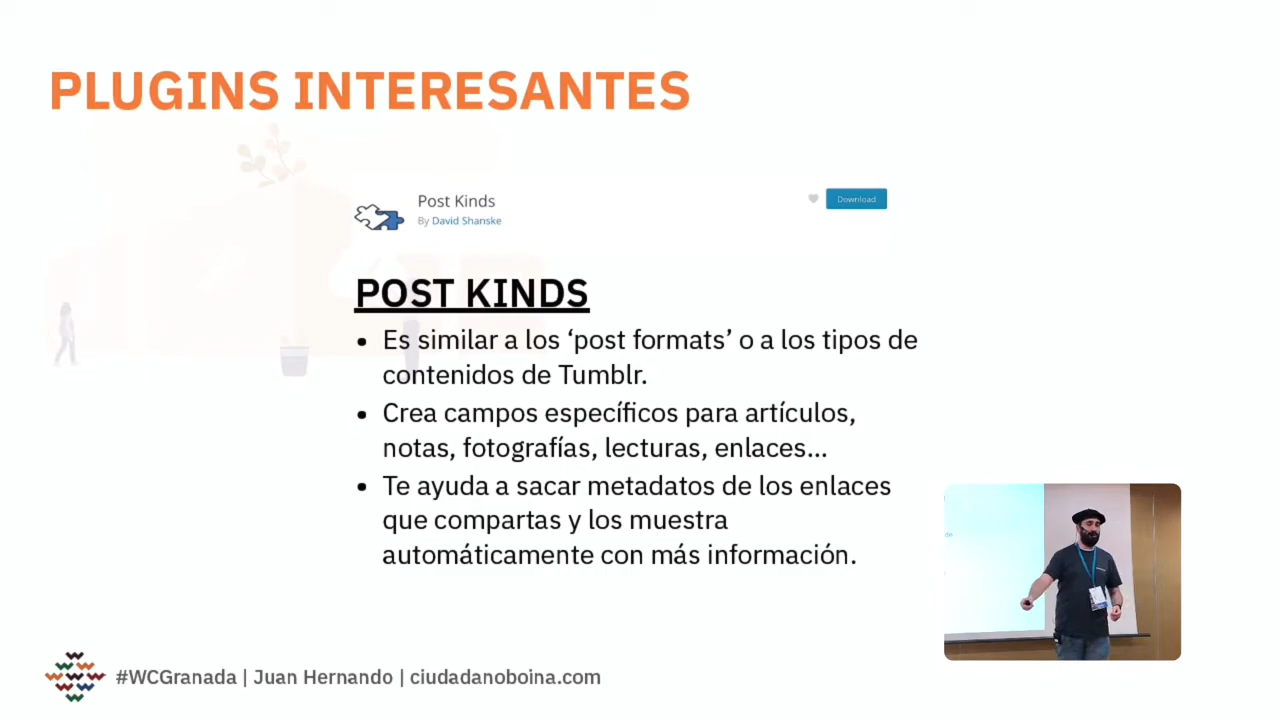 PLUGINS INTERESANTES
Post Kinds
By David Shanske
Download
POST KINDS
• Es similar a los ‘post formats’ o a los tipos de
contenidos de Tumblr.
• Crea campos específicos para artículos,
notas, fotografías, lecturas, enlaces...
• Te ayuda a sacar metadatos de los enlaces
que compartas y los muestra
automáticamente con más información.
#WCGranada | Juan Hernando | ciudadanoboina.com